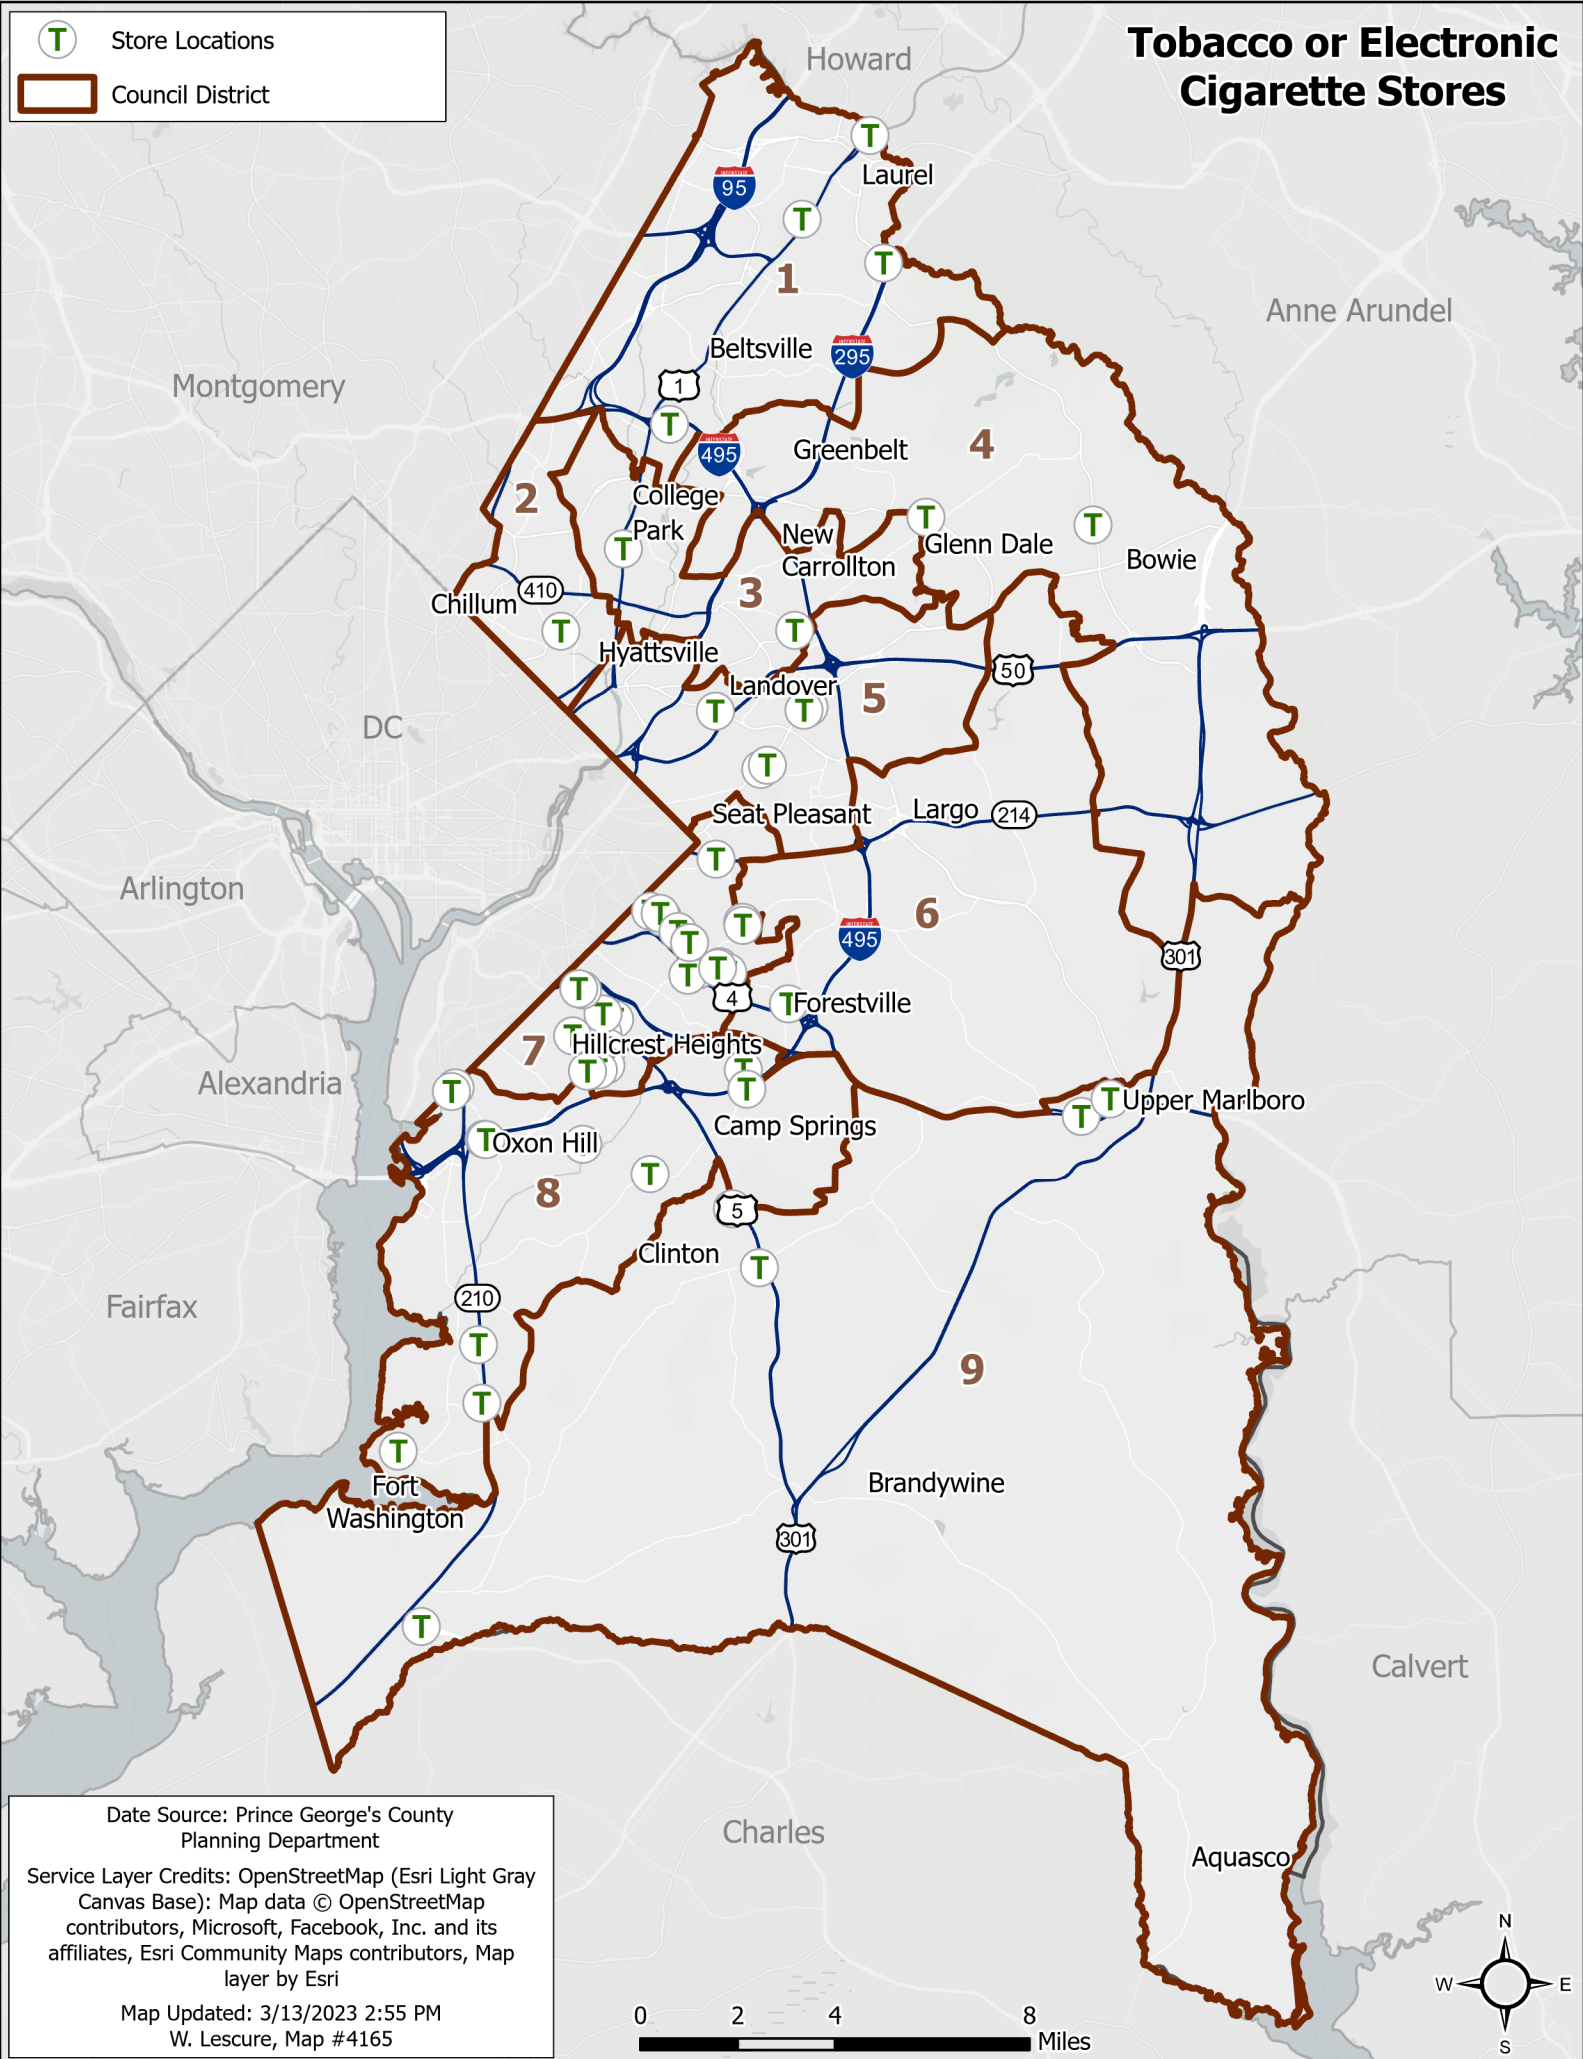 Tobacco or Electronic
Cigarette Stores
T Store Locations
Council District
Howard
T
Laurel
INTERSTATE
95
T
T
1
Anne Arundel
Beltsville
INTERSTATE
295
Montgomery
1
T
INTERSTATE
495
Greenbelt
4
2
College
Park
T
New
Carrollton
T
Glenn Dale
T
Bowie
410
3
Chillum
T
T
Hyattsville
50
Landover
5
T
T
DC
T
Seat Pleasant
Largo
214
T
Arlington
T
T
T
T
T
6
INTERSTATE
495
301
T
T
T
4
T
Forestville
T
T
7
Hillcrest Heights
T
T
T
Alexandria
T
T
Upper Marlboro
T
T
Camp Springs
T
Oxon Hill
T
8
5
Clinton
T
Fairfax
210
T
9
T
T
Fort
Washington
Brandywine
301
T
Calvert
Charles
Aquasco
Date Source: Prince George's County
Planning Department
Service Layer Credits: OpenStreetMap (Esri Light Gray
Canvas Base): Map data © OpenStreetMap
contributors, Microsoft, Facebook, Inc. and its
affiliates, Esri Community Maps contributors, Map
layer by Esri
Map Updated: 3/13/2023 2:55 PM
W. Lescure, Map #4165
0 2 4 8
Miles
N
W E
S